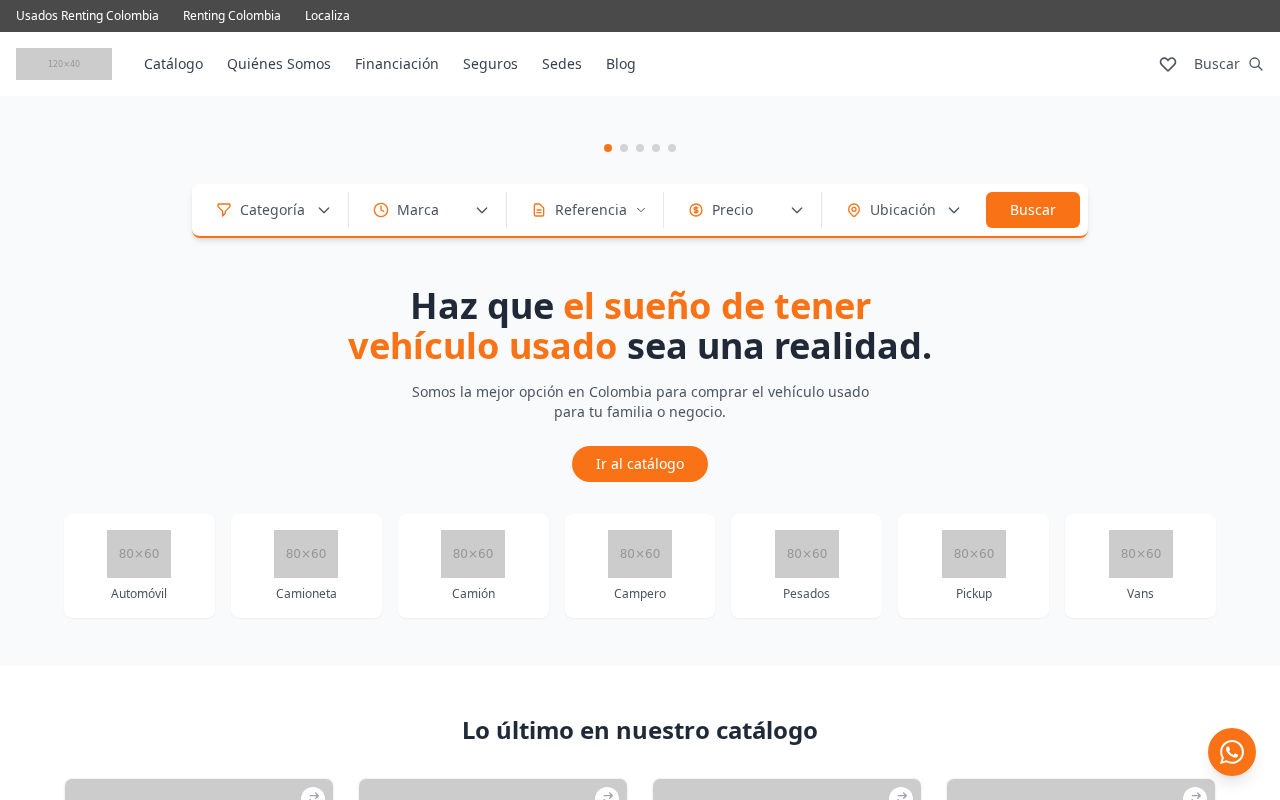 Usados Renting Colombia Renting Colombia Localiza
120×40 Catálogo Quiénes Somos Financiación Seguros Sedes Blog Buscar
Categoría Marca Referencia Precio Ubicación Buscar
Haz que el sueño de tener
vehículo usado sea una realidad.
Somos la mejor opción en Colombia para comprar el vehículo usado
para tu familia o negocio.
Ir al catálogo
80×60 80×60 80×60 80×60 80×60 80×60 80×60
Automóvil Camioneta Camión Campero Pesados Pickup Vans
Lo último en nuestro catálogo